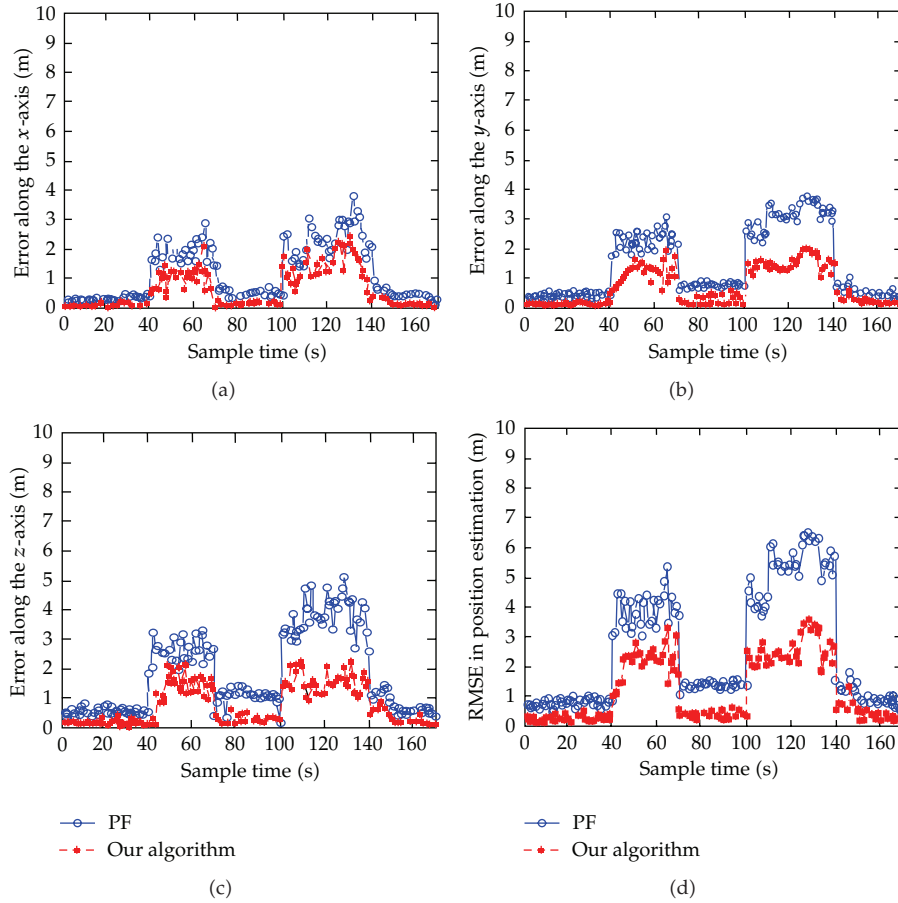 10
9
8
7
6
5
4
3
2
1
0
Error along the x-axis (m)
0 20 40 60 80 100 120 140 160
Sample time (s)
(a)
10
9
8
7
6
5
4
3
2
1
0
Error along the y-axis (m)
0 20 40 60 80 100 120 140 160
Sample time (s)
(b)
10
9
8
7
6
5
4
3
2
1
0
Error along the z-axis (m)
0 20 40 60 80 100 120 140 160
Sample time (s)
PF
Our algorithm
(c)
10
9
8
7
6
5
4
3
2
1
0
RMSE in position estimation (m)
0 20 40 60 80 100 120 140 160
Sample time (s)
PF
Our algorithm
(d)